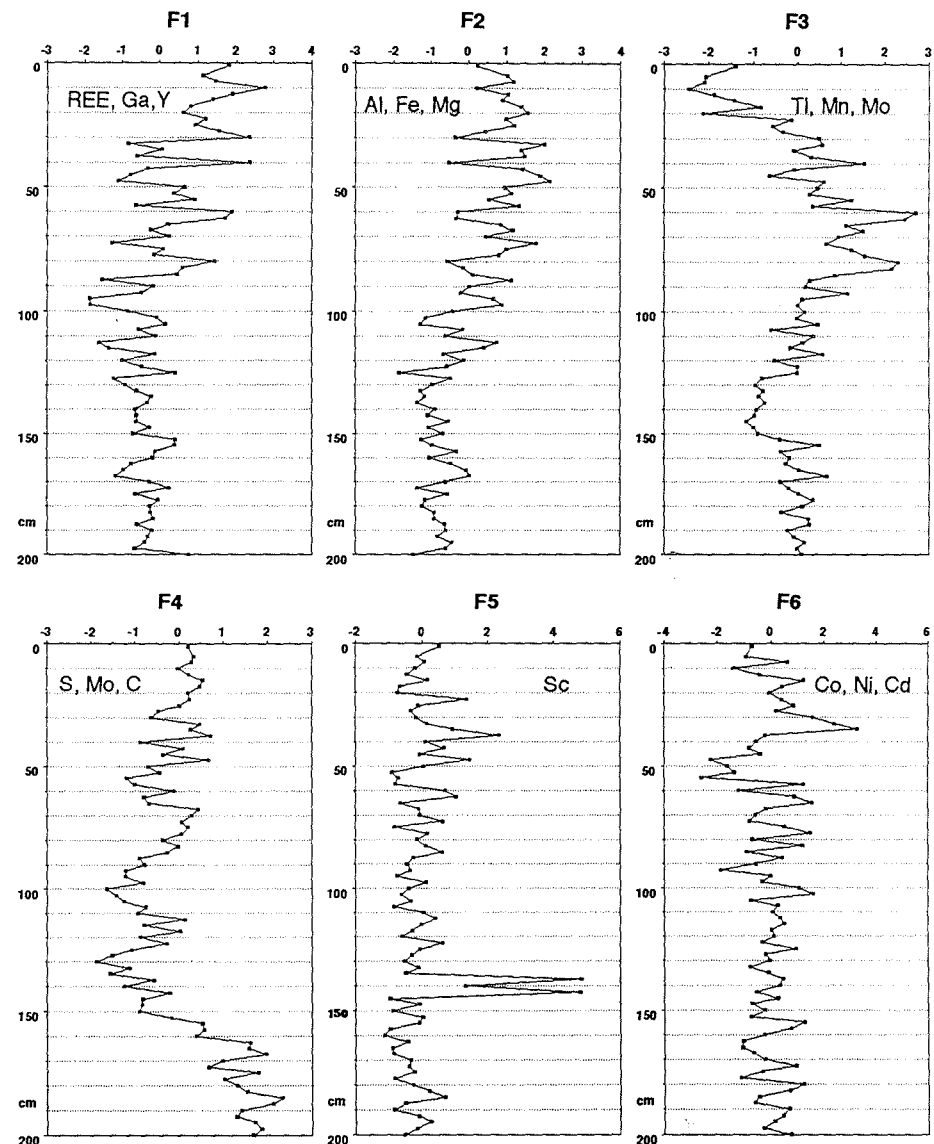 F1
F2
F3
-3 -2 -1 0 1 2 3 4
-3 -2 -1 0 1 2 3 4
-3 -2 -1 0 1 2 3
0
0
0
REE, Ga,Y
Al, Fe, Mg
Tl, Mn, Mo
50
50
50
100
100
100
150
150
150
cm
cm
cm
200
200
200
F4
F5
F6
-3 -2 -1 0 1 2 3
-2 0 2 4 6
-4 -2 0 2 4 6
0
0
0
S, Mo, C
Sc
Co, Ni, Cd
50
50
50
100
100
100
150
150
150
cm
cm
cm
200
200
200